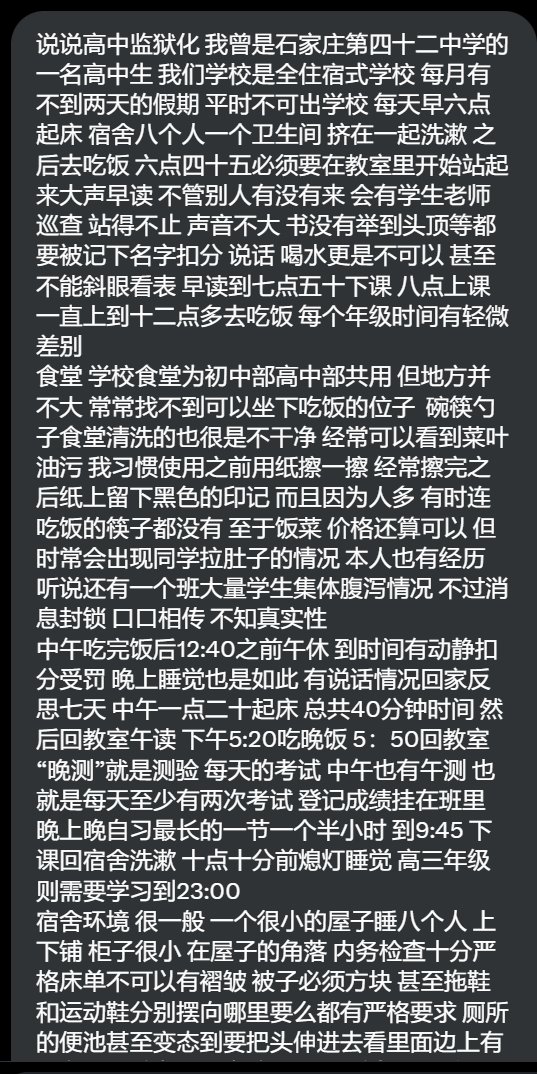 说说高中监狱化 我曾是石家庄第四十二中学的
一名高中生 我们学校是全住宿式学校 每月有
不到两天的假期 平时不可出学校 每天早六点
起床 宿舍八个人一个卫生间 挤在一起洗漱 之
后去吃饭 六点四十五必须要在教室里开始站起
来大声早读 不管别人有没有来 会有学生老师
巡查 站得不止 声音不大 书没有举到头顶等都
要被记下名字扣分 说话 喝水更是不可以 甚至
不能斜眼看表 早读到七点五十下课 八点上课
一直上到十二点多去吃饭 每个年级时间有轻微
差别
食堂 学校食堂为初中部高中部共用 但地方并
不大 常常找不到可以坐下吃饭的位子 碗筷勺
子食堂清洗的也很是不干净 经常可以看到菜叶
油污 我习惯使用之前用纸擦一擦 经常擦完之
后纸上留下黑色的印记 而且因为人多 有时连
吃饭的筷子都没有 至于饭菜 价格还算可以 但
时常会出现同学拉肚子的情况 本人也有经历
听说还有一个班大量学生集体腹泻情况 不过消
息封锁 口口相传 不知真实性
中午吃完饭后12:40之前午休 到时间有动静扣
分受罚 晚上睡觉也是如此 有说话情况回家反
思七天 中午一点二十起床 总共40分钟时间 然
后回教室午读 下午5:20吃晚饭 5：50回教室
“晚测”就是测验 每天的考试 中午也有午测 也
就是每天至少有两次考试 登记成绩挂在班里
晚上晚自习最长的一节一个半小时 到9:45 下
课回宿舍洗漱 十点十分前熄灯睡觉 高三年级
则需要学习到23:00
宿舍环境 很一般 一个很小的屋子睡八个人 上
下铺 柜子很小 在屋子的角落 内务检查十分严
格床单不可以有褶皱 被子必须方块 甚至拖鞋
和运动鞋分别摆向哪里要么都有严格要求 厕所
的便池甚至变态到要把头伸进去看里面边上有